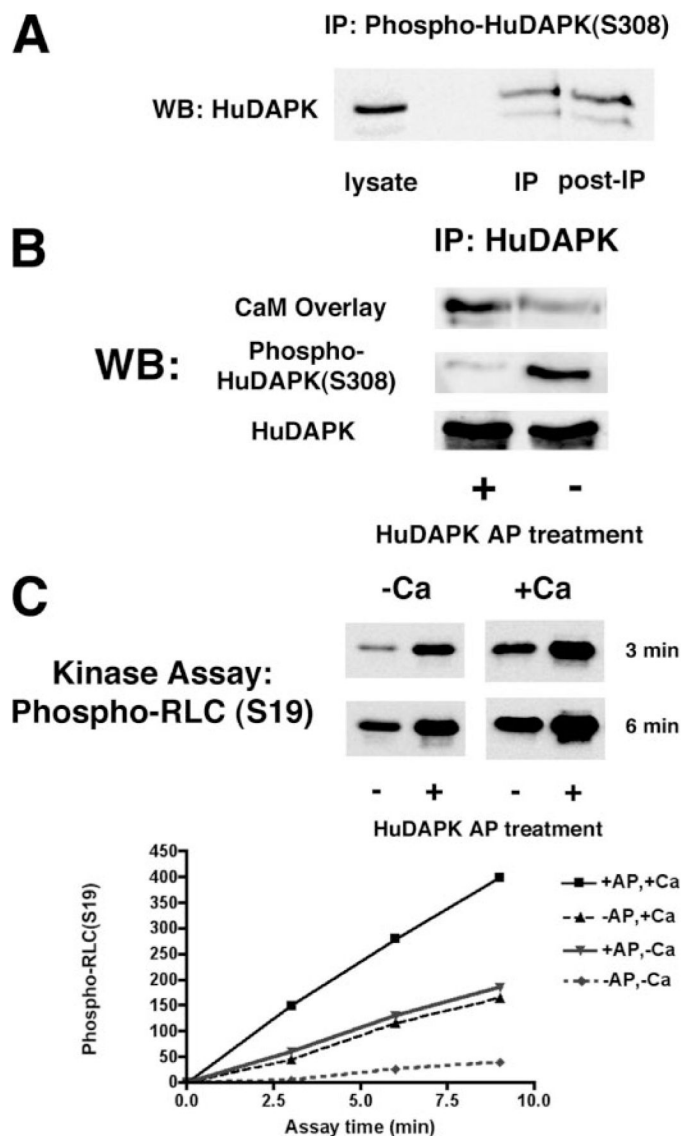 A
IP: Phospho-HuDAPK(S308)
WB: HuDAPK
lysate IP post-IP
B
IP: HuDAPK
WB:
CaM Overlay
Phospho-
HuDAPK(S308)
HuDAPK
+ -
HuDAPK AP treatment
C
-Ca +Ca
Kinase Assay:
Phospho-RLC (S19)
3 min
6 min
- + - +
HuDAPK AP treatment
Phospho-RLC(S19)
450
400
350
300
250
200
150
100
50
0
0.0 2.5 5.0 7.5 10.0
Assay time (min)
+AP,+Ca
-AP,+Ca
+AP,-Ca
-AP,-Ca